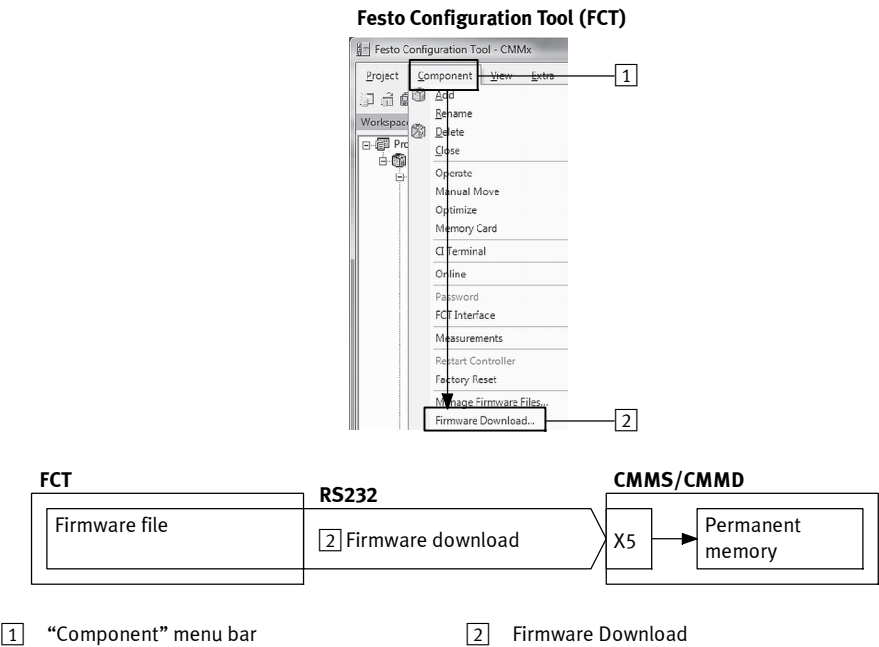 Festo Configuration Tool (FCT)
Festo Configuration Tool - CMMx
Project Component View Extra
1
Add
Workspac
Rename
Delete
Pro
Close
Operate
Manual Move
Optimize
Memory Card
CI Terminal
Online
Password
FCT Interface
Measurements
Restart Controller
Factory Reset
Manage Firmware Files...
Firmware Download...
2
FCT
RS232
CMMS/CMMD
Firmware file
2 Firmware download
X5
Permanent
memory
1 “Component” menu bar
2 Firmware Download